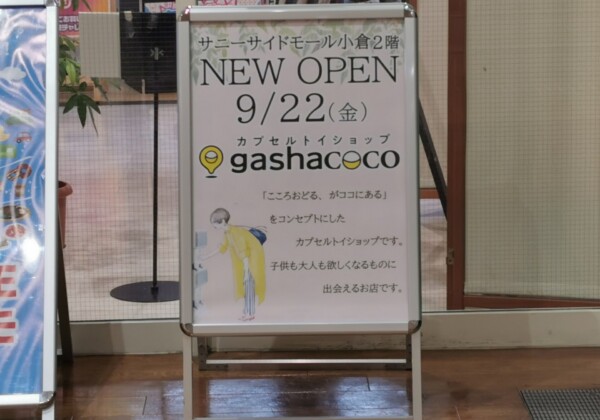 サニーサイドモール小倉2階
NEW OPEN
9/22(金)
カプセルトイショップ
gashacoco
「こころおどる、がココにある」
をコンセプトにした
カプセルトイショップです。
子供も大人も欲しくなるものに
出会えるお店です。